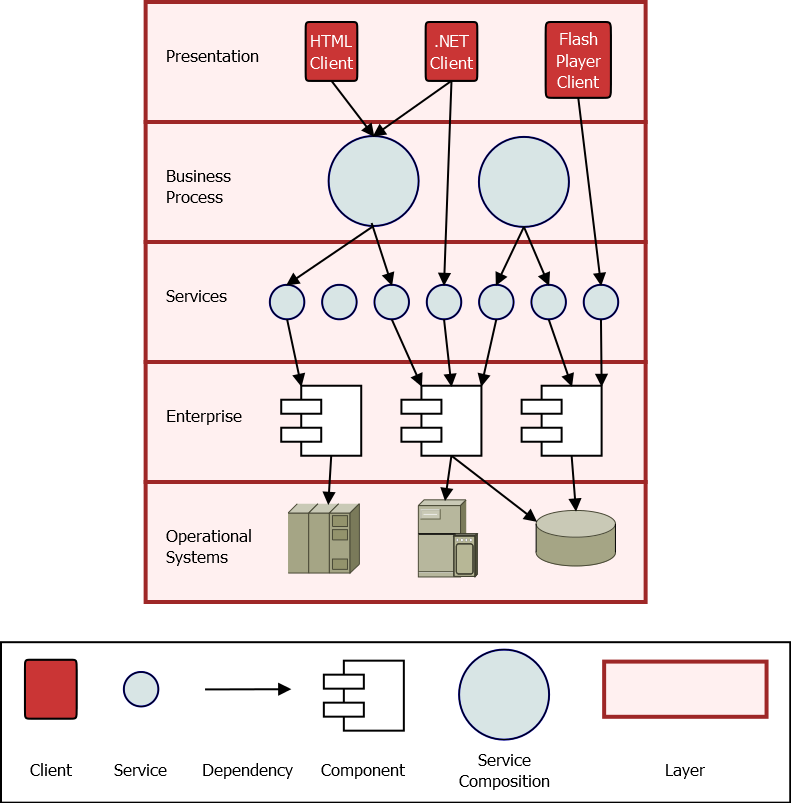 Presentation
HTML
Client
.NET
Client
Flash
Player
Client
Business
Process
Services
Enterprise
Operational
Systems
Client
Service
Dependency
Component
Service
Composition
Layer